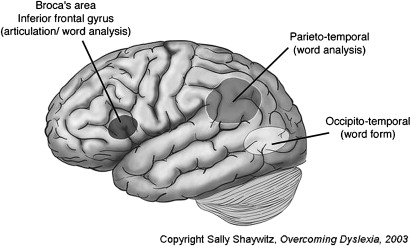 Broca's area
Inferior frontal gyrus
(articulation/ word analysis)
Parieto-temporal
(word analysis)
Occipito-temporal
(word form)
Copyright Sally Shaywitz, Overcoming Dyslexia, 2003